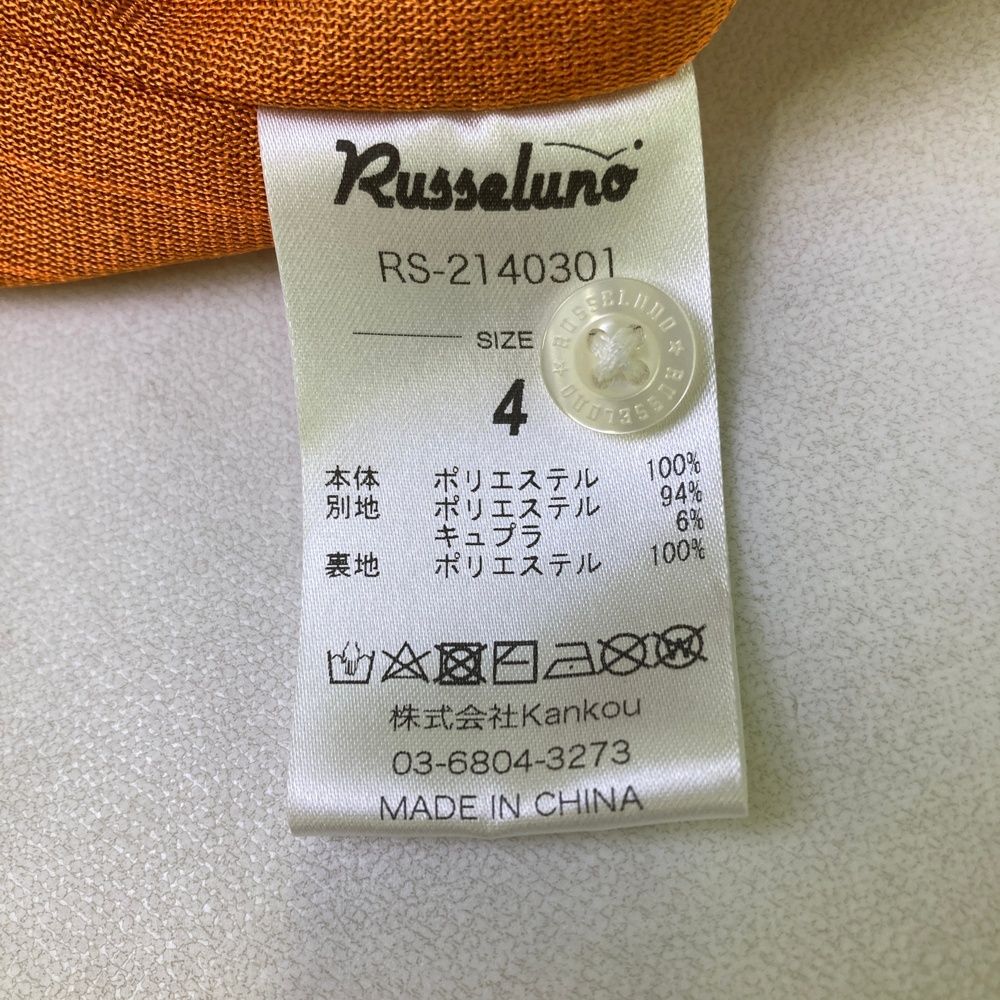 Russeluno
RS-2140301
SIZE
4
RUSSELUNO ★ RUSSELUNO ★
本体 ポリエステル 100%
別地 ポリエステル 94%
キュプラ 6%
裏地 ポリエステル 100%
W
株式会社Kankou
03-6804-3273
MADE IN CHINA